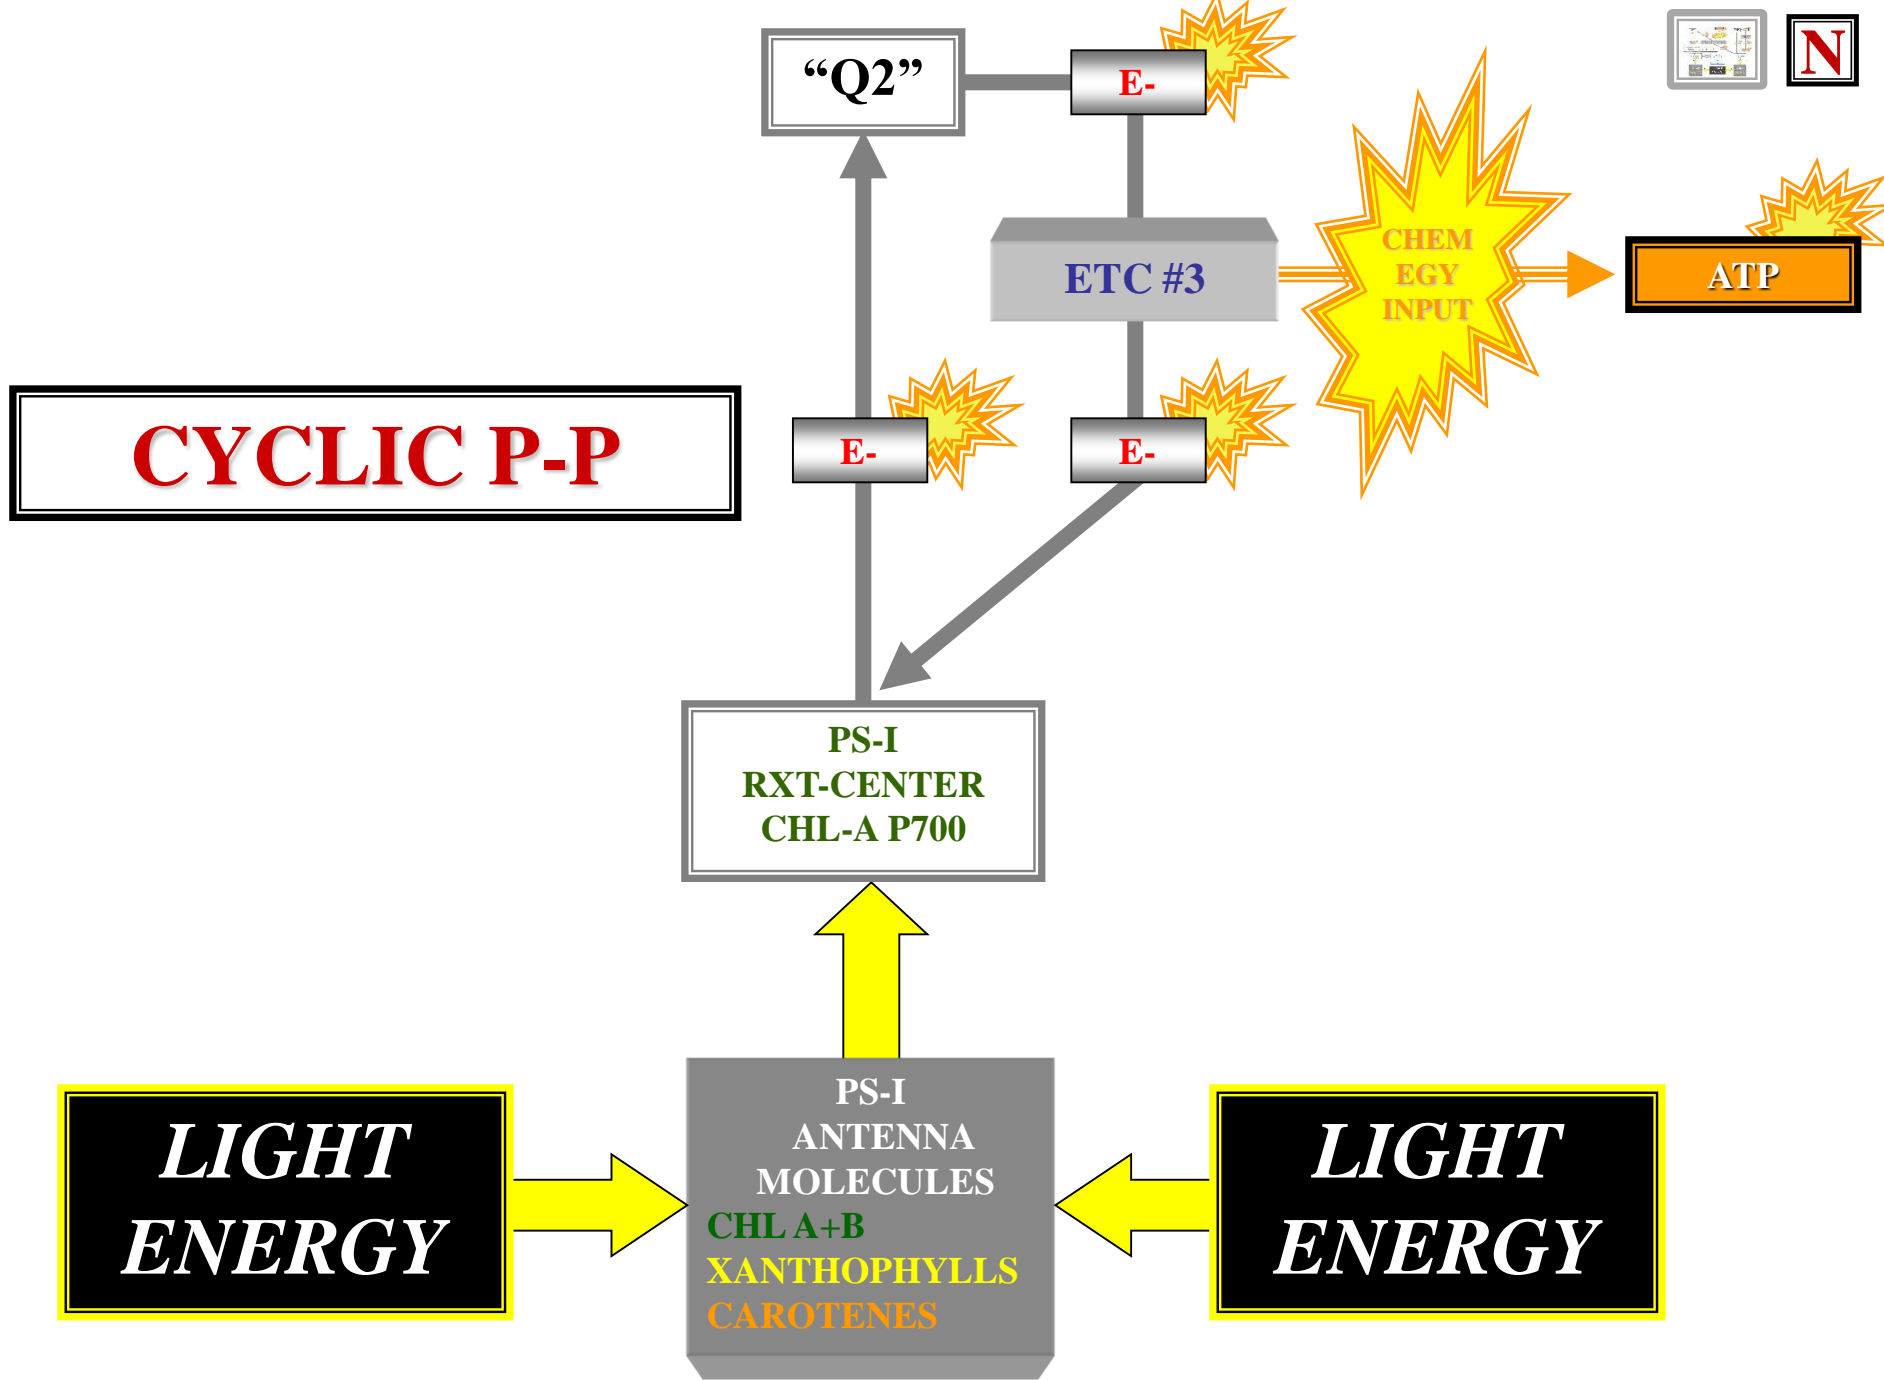 “Q2”
E-
N
CHEM
EGY
INPUT
ETC #3
ATP
CYCLIC P-P
E-
E-
PS-I
RXT-CENTER
CHL-A P700
LIGHT
ENERGY
PS-I
ANTENNA
MOLECULES
CHL A+B
XANTHOPHYLLS
CAROTENES
LIGHT
ENERGY